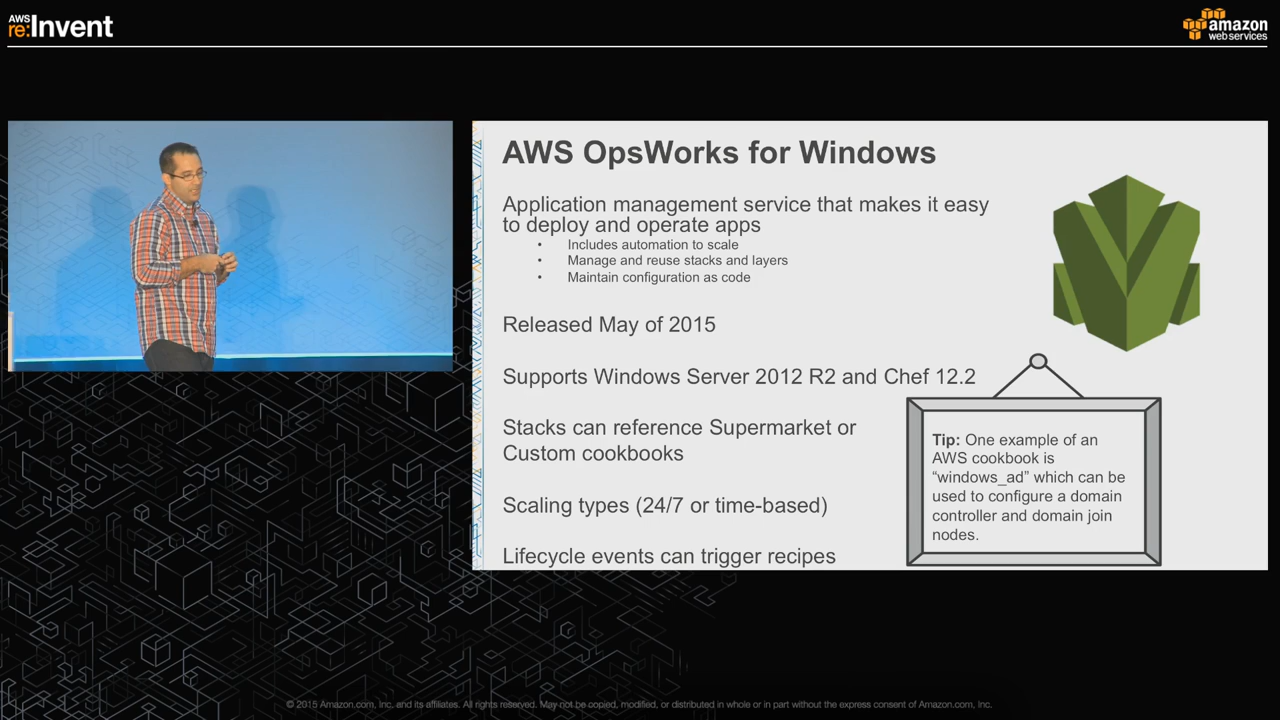 AWS
re:Invent
amazon
web services
AWS OpsWorks for Windows
Application management service that makes it easy
to deploy and operate apps
• Includes automation to scale
• Manage and reuse stacks and layers
• Maintain configuration as code
Released May of 2015
Supports Windows Server 2012 R2 and Chef 12.2
Stacks can reference Supermarket or
Custom cookbooks
Scaling types (24/7 or time-based)
Lifecycle events can trigger recipes
Tip: One example of an
AWS cookbook is
“windows_ad” which can be
used to configure a domain
controller and domain join
nodes.
© 2015 Amazon.com, Inc. and its affiliates. All rights reserved. May not be copied, modified, or distributed in whole or in part without the express consent of Amazon.com, Inc.